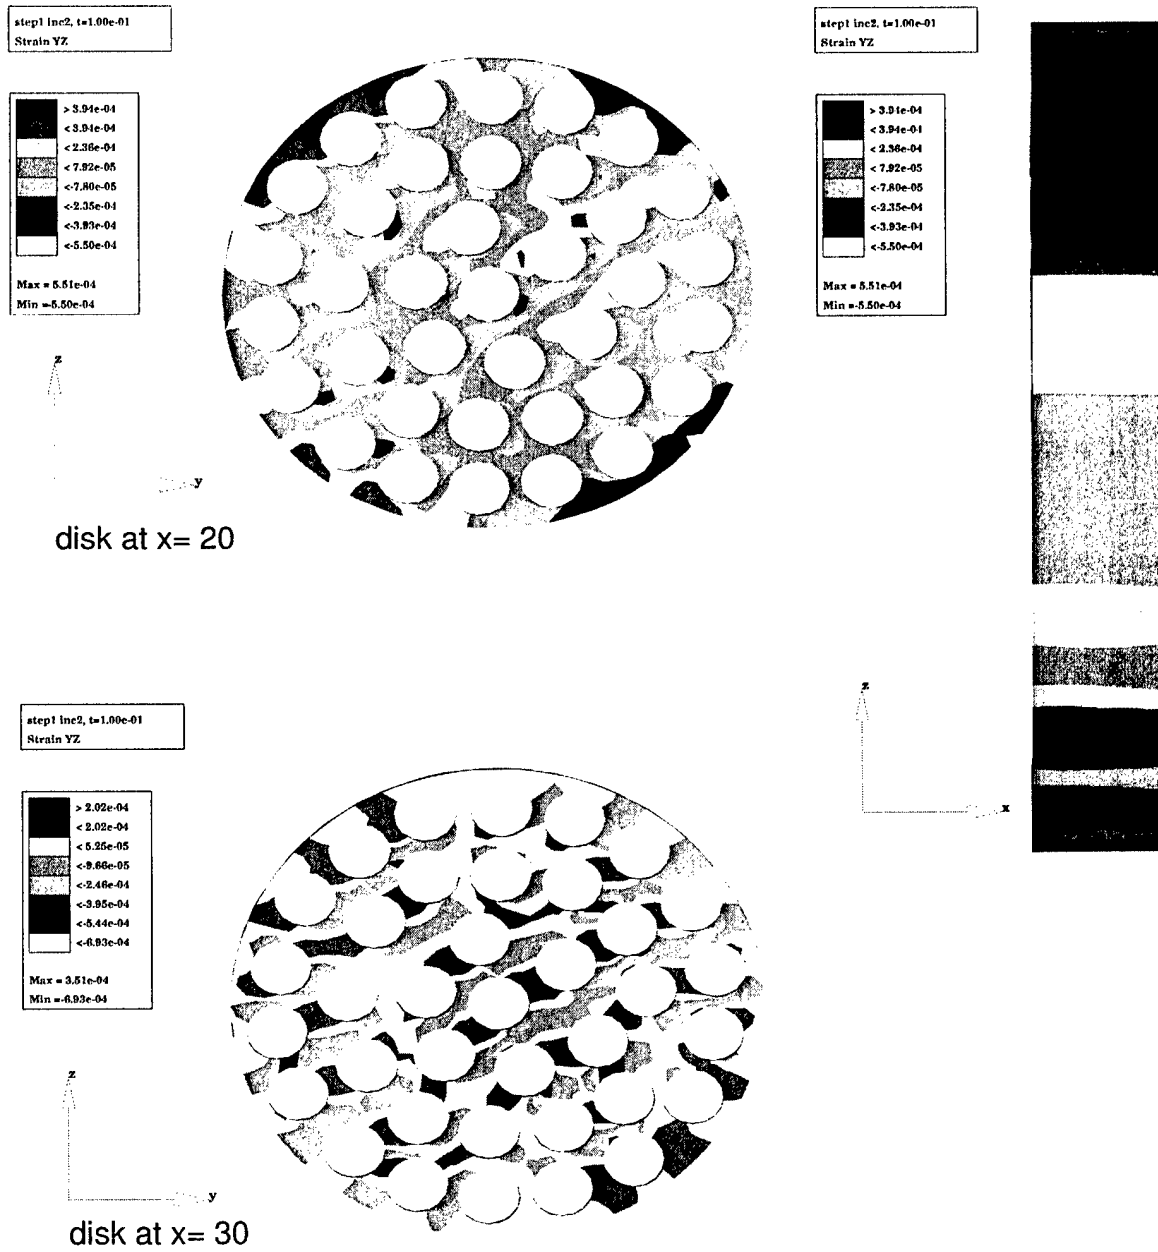 step1 inc2, t=1.00e-01
Strain YZ
> 3.94e-04
< 3.94e-04
< 2.36e-04
< 7.92e-05
<-7.80e-05
<-2.35e-04
<-3.93e-04
<-5.50e-04
Max = 5.51e-04
Min =-5.50e-04
z
y
disk at x= 20
step1 inc2, t=1.00e-01
Strain YZ
> 3.94e-04
< 3.94e-04
< 2.36e-04
< 7.92e-05
<-7.80e-05
<-2.35e-04
<-3.93e-04
<-5.50e-04
Max = 5.51e-04
Min =-5.50e-04
z
x
step1 inc2, t=1.00e-01
Strain YZ
> 2.02e-04
< 2.02e-04
< 5.25e-05
<-9.66e-05
<-2.46e-04
<-3.95e-04
<-5.44e-04
<-6.93e-04
Max = 3.51e-04
Min =-6.93e-04
z
y
disk at x= 30